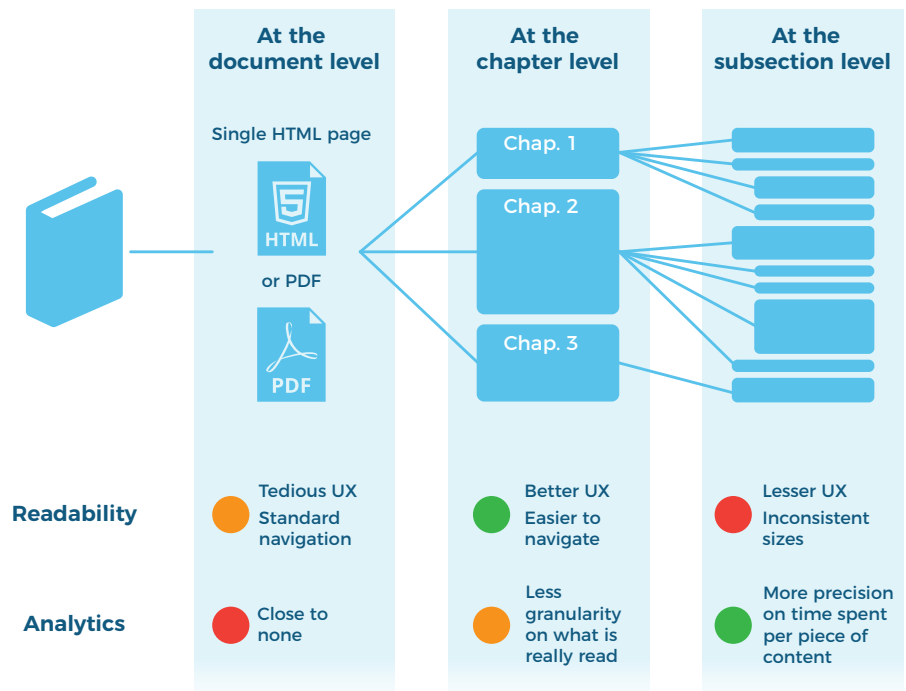 At the
document level
At the
chapter level
At the
subsection level
Single HTML page
5
HTML
or PDF
PDF
Chap. 1
Chap. 2
Chap. 3
Readability
Tedious UX
Standard
navigation
Better UX
Easier to
navigate
Lesser UX
Inconsistent
sizes
Analytics
Close to
none
Less
granularity
on what is
really read
More precision
on time spent
per piece of
content